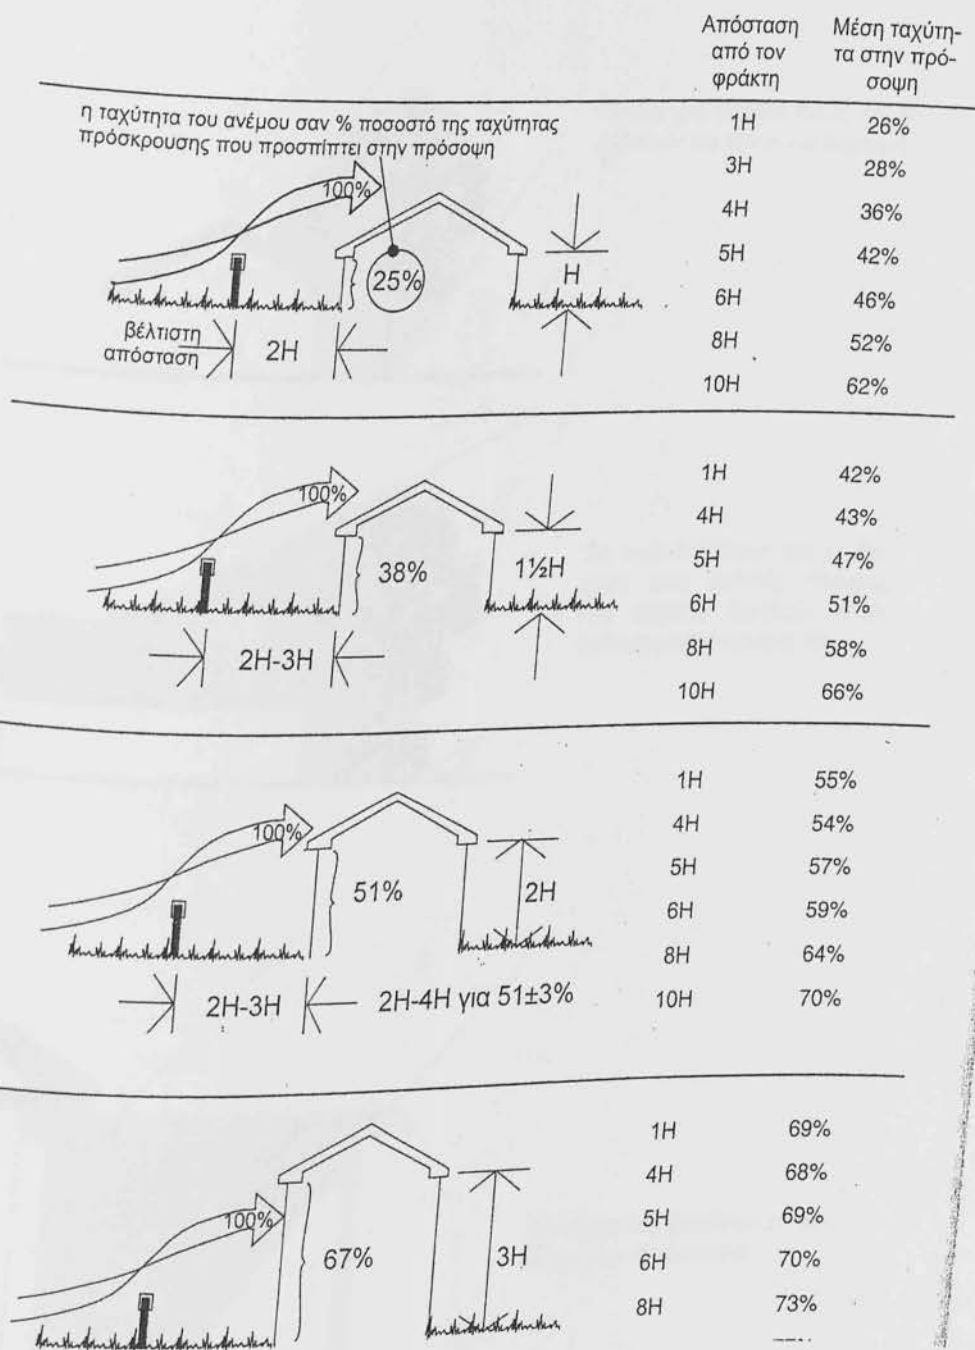 Απόσταση
από τον
φράκτη
Μέση ταχύτη-
τα στην πρό-
σοψη
η ταχύτητα του ανέμου σαν % ποσοστό της ταχύτητας
πρόσκρουσης που προσπίπτει στην πρόσοψη
100%
25%
H
βέλτιστη
απόσταση
2H
1H 26%
3H 28%
4H 36%
5H 42%
6H 46%
8H 52%
10H 62%
100%
38%
1½H
2H-3H
1H 42%
4H 43%
5H 47%
6H 51%
8H 58%
10H 66%
100%
51%
2H
2H-3H
2H-4H για 51±3%
1H 55%
4H 54%
5H 57%
6H 59%
8H 64%
10H 70%
100%
67%
3H
1H 69%
4H 68%
5H 69%
6H 70%
8H 73%